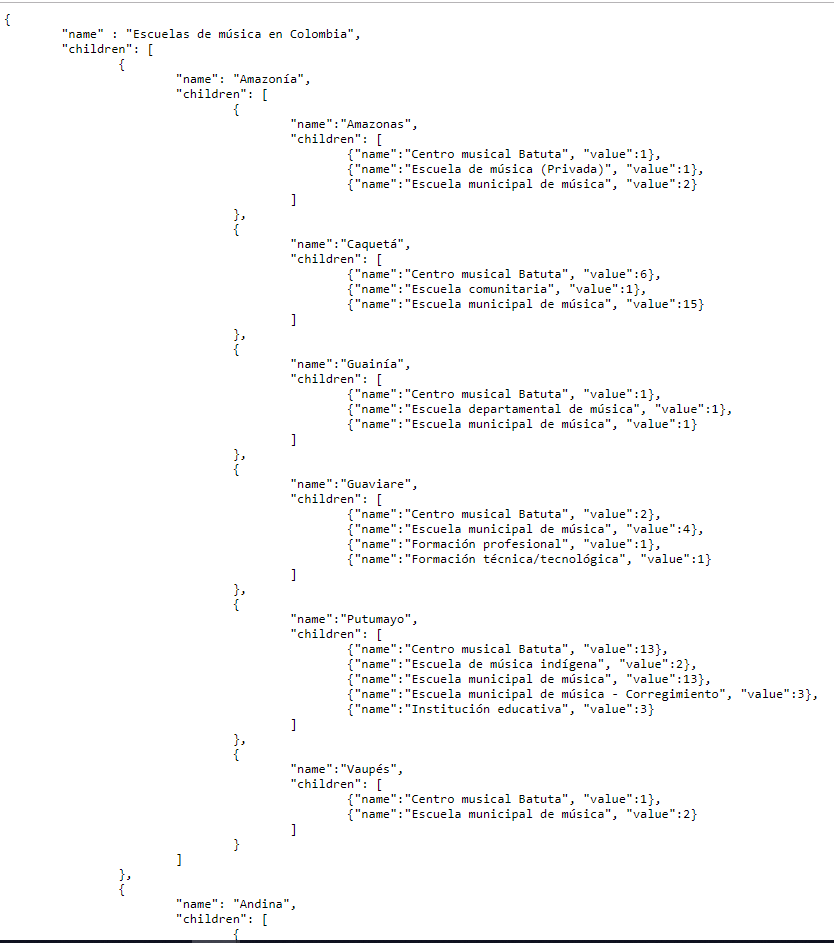 {
"name" : "Escuelas de música en Colombia",
"children": [
{
"name": "Amazonía",
"children": [
{
"name":"Amazonas",
"children": [
{"name":"Centro musical Batuta", "value":1},
{"name":"Escuela de música (Privada)", "value":1},
{"name":"Escuela municipal de música", "value":2}
]
},
{
"name":"Caquetá",
"children": [
{"name":"Centro musical Batuta", "value":6},
{"name":"Escuela comunitaria", "value":1},
{"name":"Escuela municipal de música", "value":15}
]
},
{
"name":"Guainía",
"children": [
{"name":"Centro musical Batuta", "value":1},
{"name":"Escuela departamental de música", "value":1},
{"name":"Escuela municipal de música", "value":1}
]
},
{
"name":"Guaviare",
"children": [
{"name":"Centro musical Batuta", "value":2},
{"name":"Escuela municipal de música", "value":4},
{"name":"Formación profesional", "value":1},
{"name":"Formación técnica/tecnológica", "value":1}
]
},
{
"name":"Putumayo",
"children": [
{"name":"Centro musical Batuta", "value":13},
{"name":"Escuela de música indígena", "value":2},
{"name":"Escuela municipal de música", "value":13},
{"name":"Escuela municipal de música - Corregimiento", "value":3},
{"name":"Institución educativa", "value":3}
]
},
{
"name":"Vaupés",
"children": [
{"name":"Centro musical Batuta", "value":1},
{"name":"Escuela municipal de música", "value":2}
]
}
]
},
{
"name": "Andina",
"children": [
{